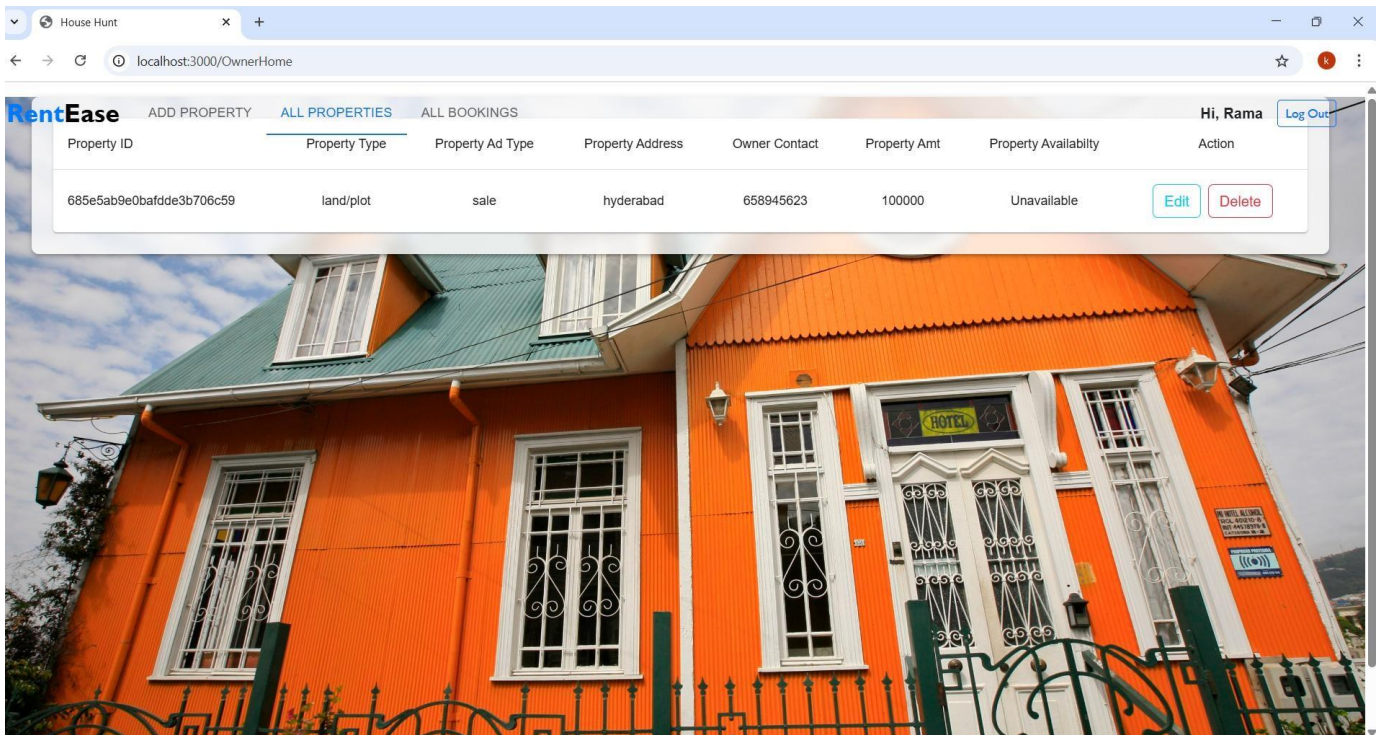 House Hunt
localhost:3000/OwnerHome
k
RentEase ADD PROPERTY ALL PROPERTIES ALL BOOKINGS Hi, Rama Log Out
Property ID Property Type Property Ad Type Property Address Owner Contact Property Amt Property Availabilty Action
685e5ab9e0bafdde3b706c59 land/plot sale hyderabad 658945623 100000 Unavailable Edit Delete
HOTEL